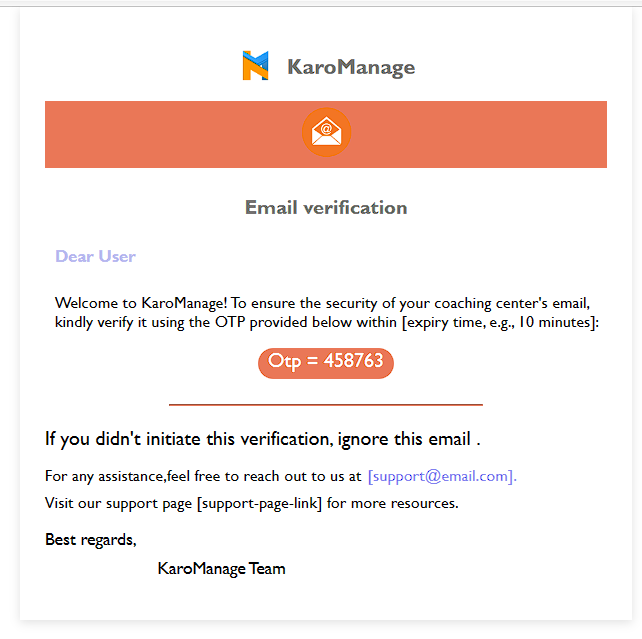 KaroManage
@
Email verification
Dear User
Welcome to KaroManage! To ensure the security of your coaching center's email,
kindly verify it using the OTP provided below within [expiry time, e.g., 10 minutes]:
Otp = 458763
If you didn't initiate this verification, ignore this email .
For any assistance,feel free to reach out to us at [support@email.com].
Visit our support page [support-page-link] for more resources.
Best regards,
KaroManage Team